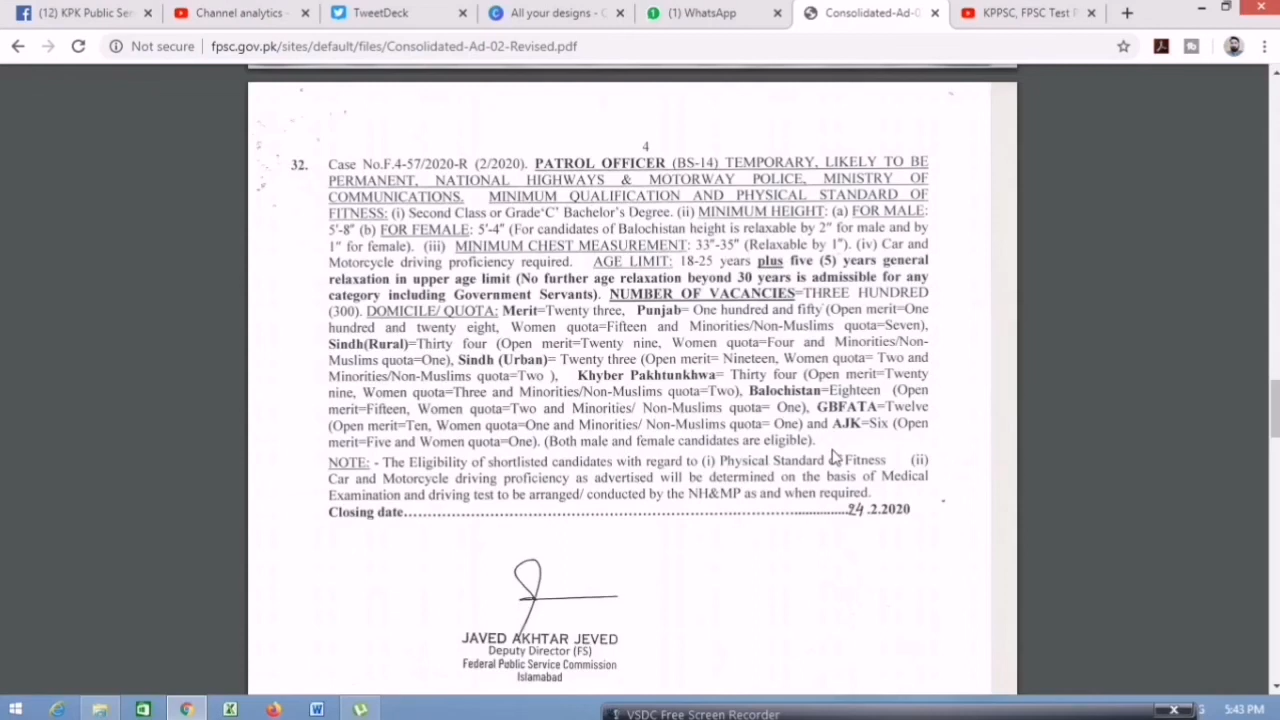 (12) KPK Public Se
Channel analytics -
TweetDeck
All your designs - C
(1) WhatsApp
Consolidated-Ad-0
KPPSC, FPSC Test P
Not secure | fpsc.gov.pk/sites/default/files/Consolidated-Ad-02-Revised.pdf
4
32. Case No.F.4-57/2020-R (2/2020). PATROL OFFICER (BS-14) TEMPORARY, LIKELY TO BE
PERMANENT, NATIONAL HIGHWAYS & MOTORWAY POLICE, MINISTRY OF
COMMUNICATIONS. MINIMUM QUALIFICATION AND PHYSICAL STANDARD OF
FITNESS: (i) Second Class or Grade'C' Bachelor's Degree. (ii) MINIMUM HEIGHT: (a) FOR MALE:
5'-8" (b) FOR FEMALE: 5'-4" (For candidates of Balochistan height is relaxable by 2" for male and by
1" for female). (iii) MINIMUM CHEST MEASUREMENT: 33"-35" (Relaxable by 1"). (iv) Car and
Motorcycle driving proficiency required. AGE LIMIT: 18-25 years plus five (5) years general
relaxation in upper age limit (No further age relaxation beyond 30 years is admissible for any
category including Government Servants). NUMBER OF VACANCIES=THREE HUNDRED
(300). DOMICILE/ QUOTA: Merit=Twenty three, Punjab= One hundred and fifty (Open merit=One
hundred and twenty eight, Women quota=Fifteen and Minorities/Non-Muslims quota=Seven),
Sindh(Rural)=Thirty four (Open merit=Twenty nine, Women quota=Four and Minorities/Non-
Muslims quota=One), Sindh (Urban)= Twenty three (Open merit= Nineteen, Women quota= Two and
Minorities/Non-Muslims quota=Two ), Khyber Pakhtunkhwa= Thirty four (Open merit=Twenty
nine, Women quota=Three and Minorities/Non-Muslims quota=Two), Balochistan=Eighteen (Open
merit=Fifteen, Women quota=Two and Minorities/ Non-Muslims quota= One), GBFATA=Twelve
(Open merit=Ten, Women quota=One and Minorities/ Non-Muslims quota= One) and AJK=Six (Open
merit=Five and Women quota=One). (Both male and female candidates are eligible).
NOTE: - The Eligibility of shortlisted candidates with regard to (i) Physical Standard Fitness (ii)
Car and Motorcycle driving proficiency as advertised will be determined on the basis of Medical
Examination and driving test to be arranged/ conducted by the NH&MP as and when required.
Closing date..........................................................................................24.2.2020
JAVED AKHTAR JEVED
Deputy Director (FS)
Federal Public Service Commission
Islamabad
VSDC Free Screen Recorder
5:43 PM